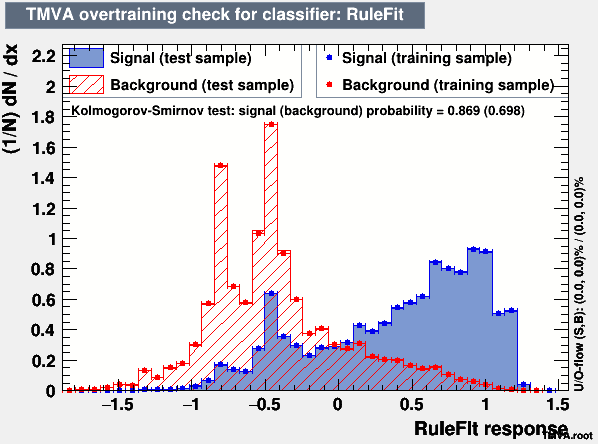 TMVA overtraining check for classifier: RuleFit
(1/N) dN / dx
Signal (test sample)
Background (test sample)
Signal (training sample)
Background (training sample)
Kolmogorov-Smirnov test: signal (background) probability = 0.869 (0.698)
2.2
2
1.8
1.6
1.4
1.2
1
0.8
0.6
0.4
0.2
0
−1.5 −1 −0.5 0 0.5 1 1.5
RuleFit response
U/O-flow (S,B): (0.0, 0.0)% / (0.0, 0.0)%
TMVA.root